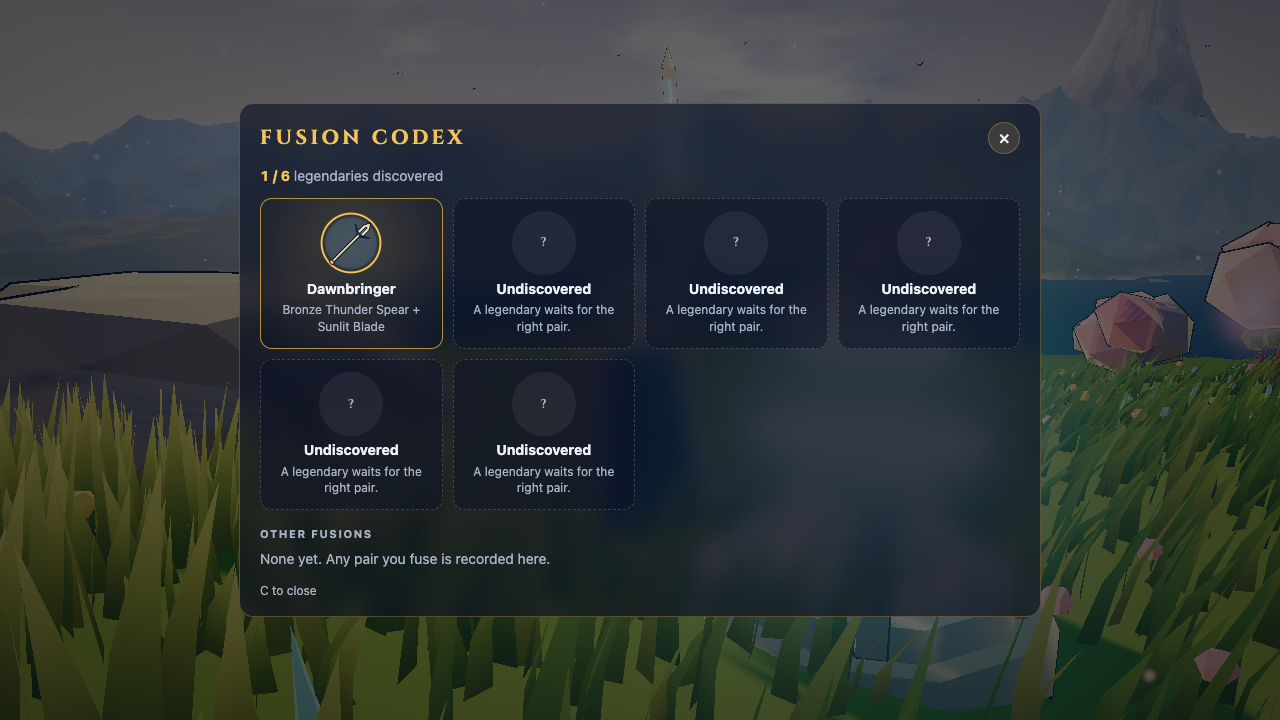 FUSION CODEX
×
1 / 6 legendaries discovered
Dawnbringer
Bronze Thunder Spear +
Sunlit Blade
?
Undiscovered
A legendary waits for the
right pair.
?
Undiscovered
A legendary waits for the
right pair.
?
Undiscovered
A legendary waits for the
right pair.
?
Undiscovered
A legendary waits for the
right pair.
?
Undiscovered
A legendary waits for the
right pair.
OTHER FUSIONS
None yet. Any pair you fuse is recorded here.
C to close